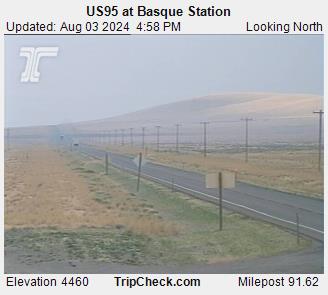 US95 at Basque Station
Updated: Aug 03 2024 4:58 PM Looking North
Elevation 4460 TripCheck.com Milepost 91.62